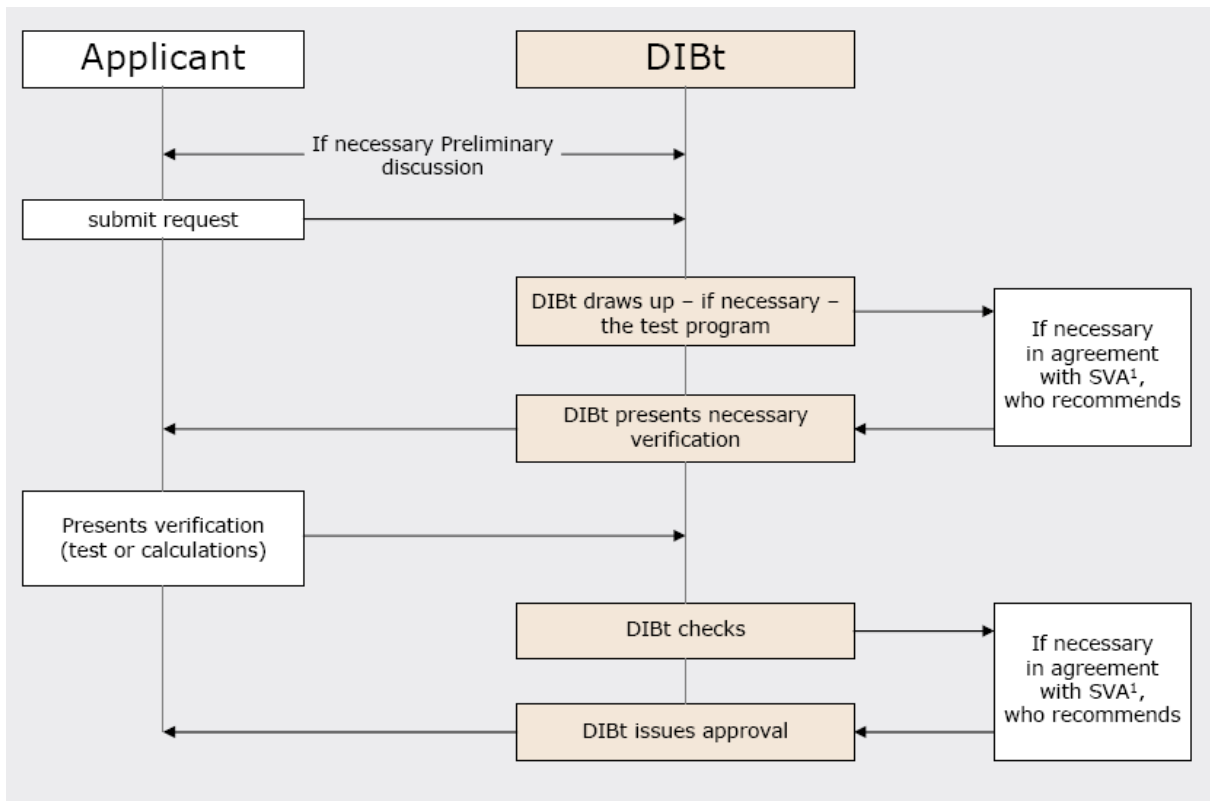 Applicant
DIBt
If necessary Preliminary
discussion
submit request
DIBt draws up – if necessary –
the test program
If necessary
in agreement
with SVA¹,
who recommends
DIBt presents necessary
verification
Presents verification
(test or calculations)
DIBt checks
If necessary
in agreement
with SVA¹,
who recommends
DIBt issues approval